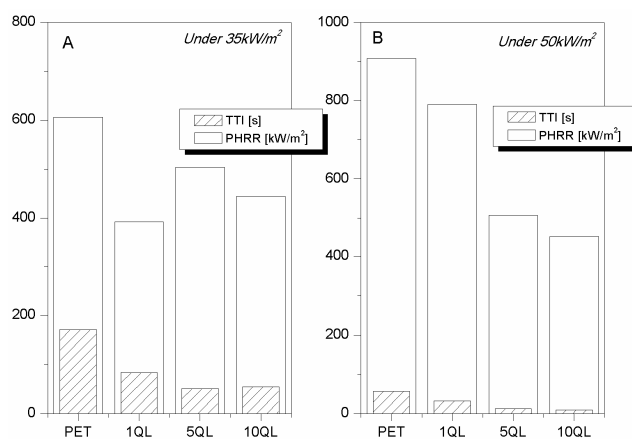 A
Under 35kW/m²
800
600
400
200
0
TTI [s]
PHRR [kW/m²]
PET 1QL 5QL 10QL
B
Under 50kW/m²
1000
800
600
400
200
0
TTI [s]
PHRR [kW/m²]
PET 1QL 5QL 10QL